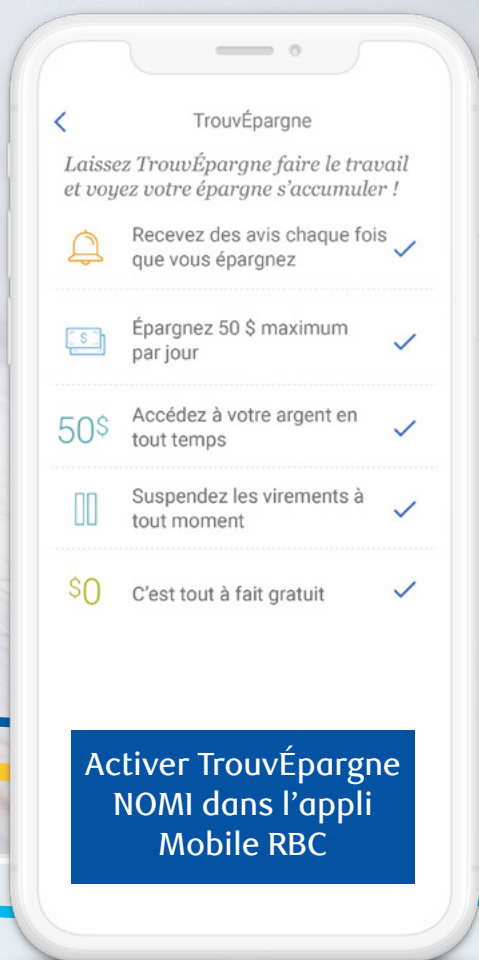 TrouvÉpargne
Laissez TrouvÉpargne faire le travail
et voyez votre épargne s'accumuler !
Recevez des avis chaque fois
que vous épargnez
$
Épargnez 50 $ maximum
par jour
50$
Accédez à votre argent en
tout temps
Suspendez les virements à
tout moment
$0
C'est tout à fait gratuit
Activer TrouvÉpargne
NOMI dans l'appli
Mobile RBC